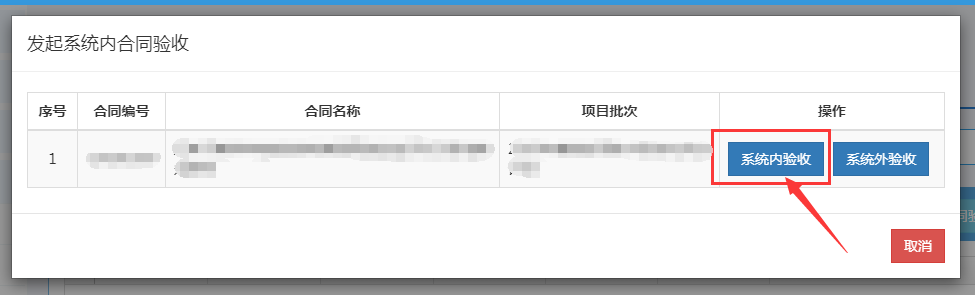 发起系统内合同验收
序号 合同编号 合同名称 项目批次 操作
1 系统内验收 系统外验收
取消